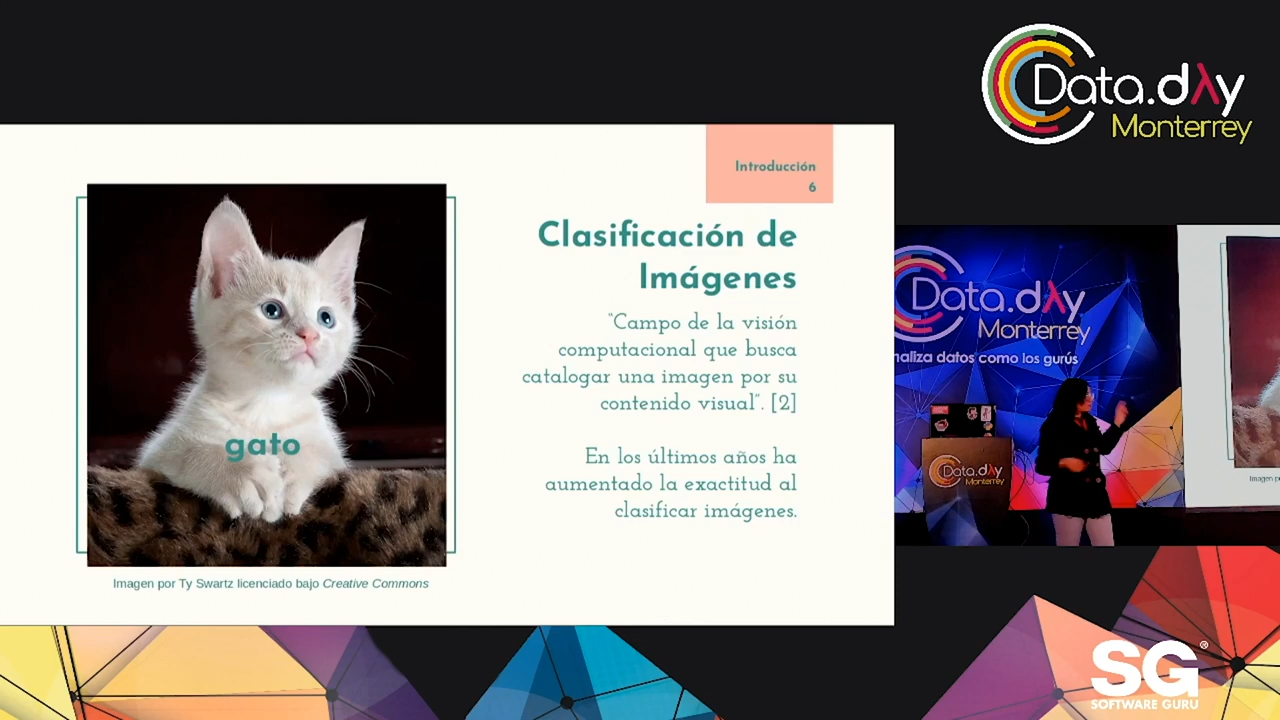 Data.dλy
Monterrey
Introducción
6
Clasificación de
Imágenes
“Campo de la visión
computacional que busca
catalogar una imagen por su
contenido visual”. [2]
En los últimos años ha
aumentado la exactitud al
clasificar imágenes.
gato
Imagen por Ty Swartz licenciado bajo Creative Commons
Data.dλy
Monterrey
naliza datos como los gurús
Data.dλy
Monterrey
SG®
SOFTWARE GURU